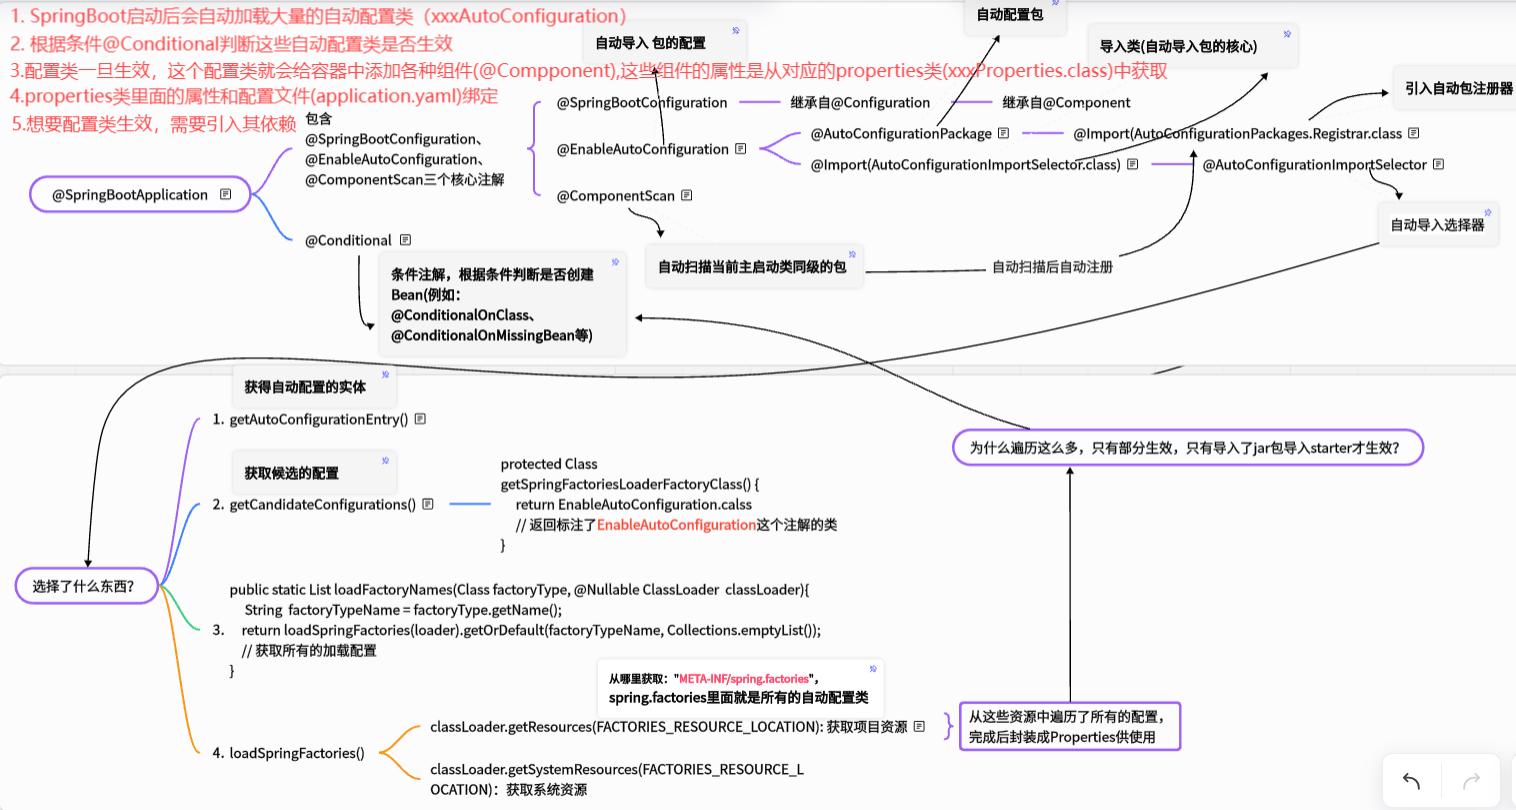 1. SpringBoot启动后会自动加载大量的自动配置类（xxxAutoConfiguration）
2. 根据条件@Conditional判断这些自动配置类是否生效
3.配置类一旦生效，这个配置类就会给容器中添加各种组件(@Compponent),这些组件的属性是从对应的properties类(xxxProperties.class)中获取
4.properties类里面的属性和配置文件(application.yaml)绑定
5.想要配置类生效，需要引入其依赖
自动配置包
自动导入 包的配置
导入类(自动导入包的核心)
引入自动包注册器
@SpringBootApplication
包含
@SpringBootConfiguration、
@EnableAutoConfiguration、
@ComponentScan三个核心注解
@SpringBootConfiguration
继承自@Configuration
继承自@Component
@EnableAutoConfiguration
@AutoConfigurationPackage
@Import(AutoConfigurationPackages.Registrar.class
@Import(AutoConfigurationImportSelector.class)
@AutoConfigurationImportSelector
@ComponentScan
自动导入选择器
@Conditional
自动扫描当前主启动类同级的包
自动扫描后自动注册
条件注解，根据条件判断是否创建
Bean(例如：
@ConditionalOnClass、
@ConditionalOnMissingBean等)
获得自动配置的实体
1. getAutoConfigurationEntry()
获取候选的配置
2. getCandidateConfigurations()
protected Class
getSpringFactoriesLoaderFactoryClass() {
return EnableAutoConfiguration.calss
// 返回标注了EnableAutoConfiguration这个注解的类
}
为什么遍历这么多，只有部分生效，只有导入了jar包导入starter才生效?
选择了什么东西?
public static List loadFactoryNames(Class factoryType, @Nullable ClassLoader classLoader){
String factoryTypeName = factoryType.getName();
3. return loadSpringFactories(loader).getOrDefault(factoryTypeName, Collections.emptyList());
// 获取所有的加载配置
}
从哪里获取："META-INF/spring.factories"，
spring.factories里面就是所有的自动配置类
4. loadSpringFactories()
classLoader.getResources(FACTORIES_RESOURCE_LOCATION): 获取项目资源
classLoader.getSystemResources(FACTORIES_RESOURCE_L
OCATION)：获取系统资源
从这些资源中遍历了所有的配置，
完成后封装成Properties供使用